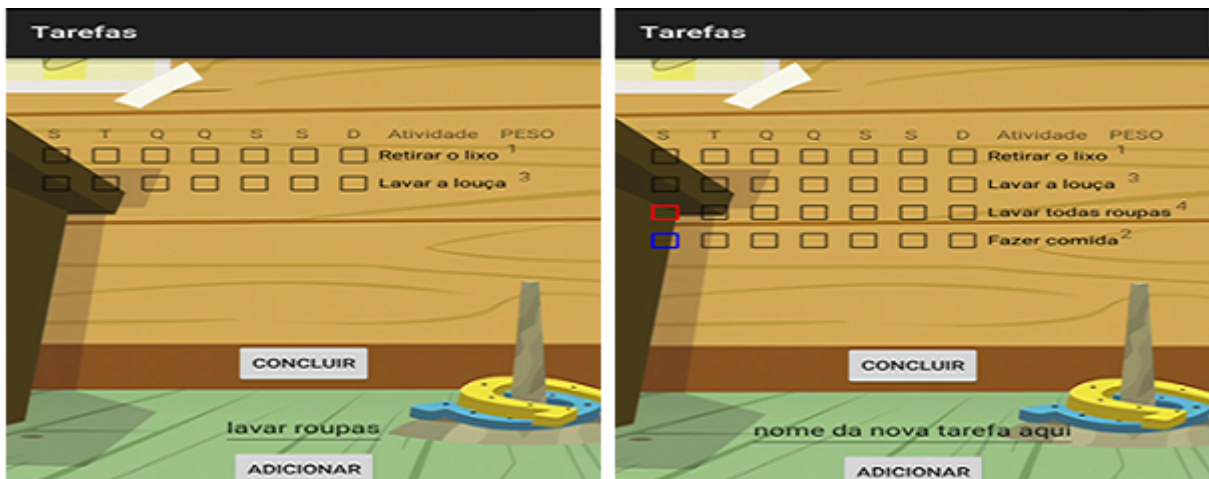 Tarefas
S T Q Q S S D Atividade PESO
Retirar o lixo 1
Lavar a louça 3
CONCLUIR
lavar roupas
ADICIONAR
Tarefas
S T Q Q S S D Atividade PESO
Retirar o lixo 1
Lavar a louça 3
Lavar todas roupas 4
Fazer comida 2
CONCLUIR
nome da nova tarefa aqui
ADICIONAR